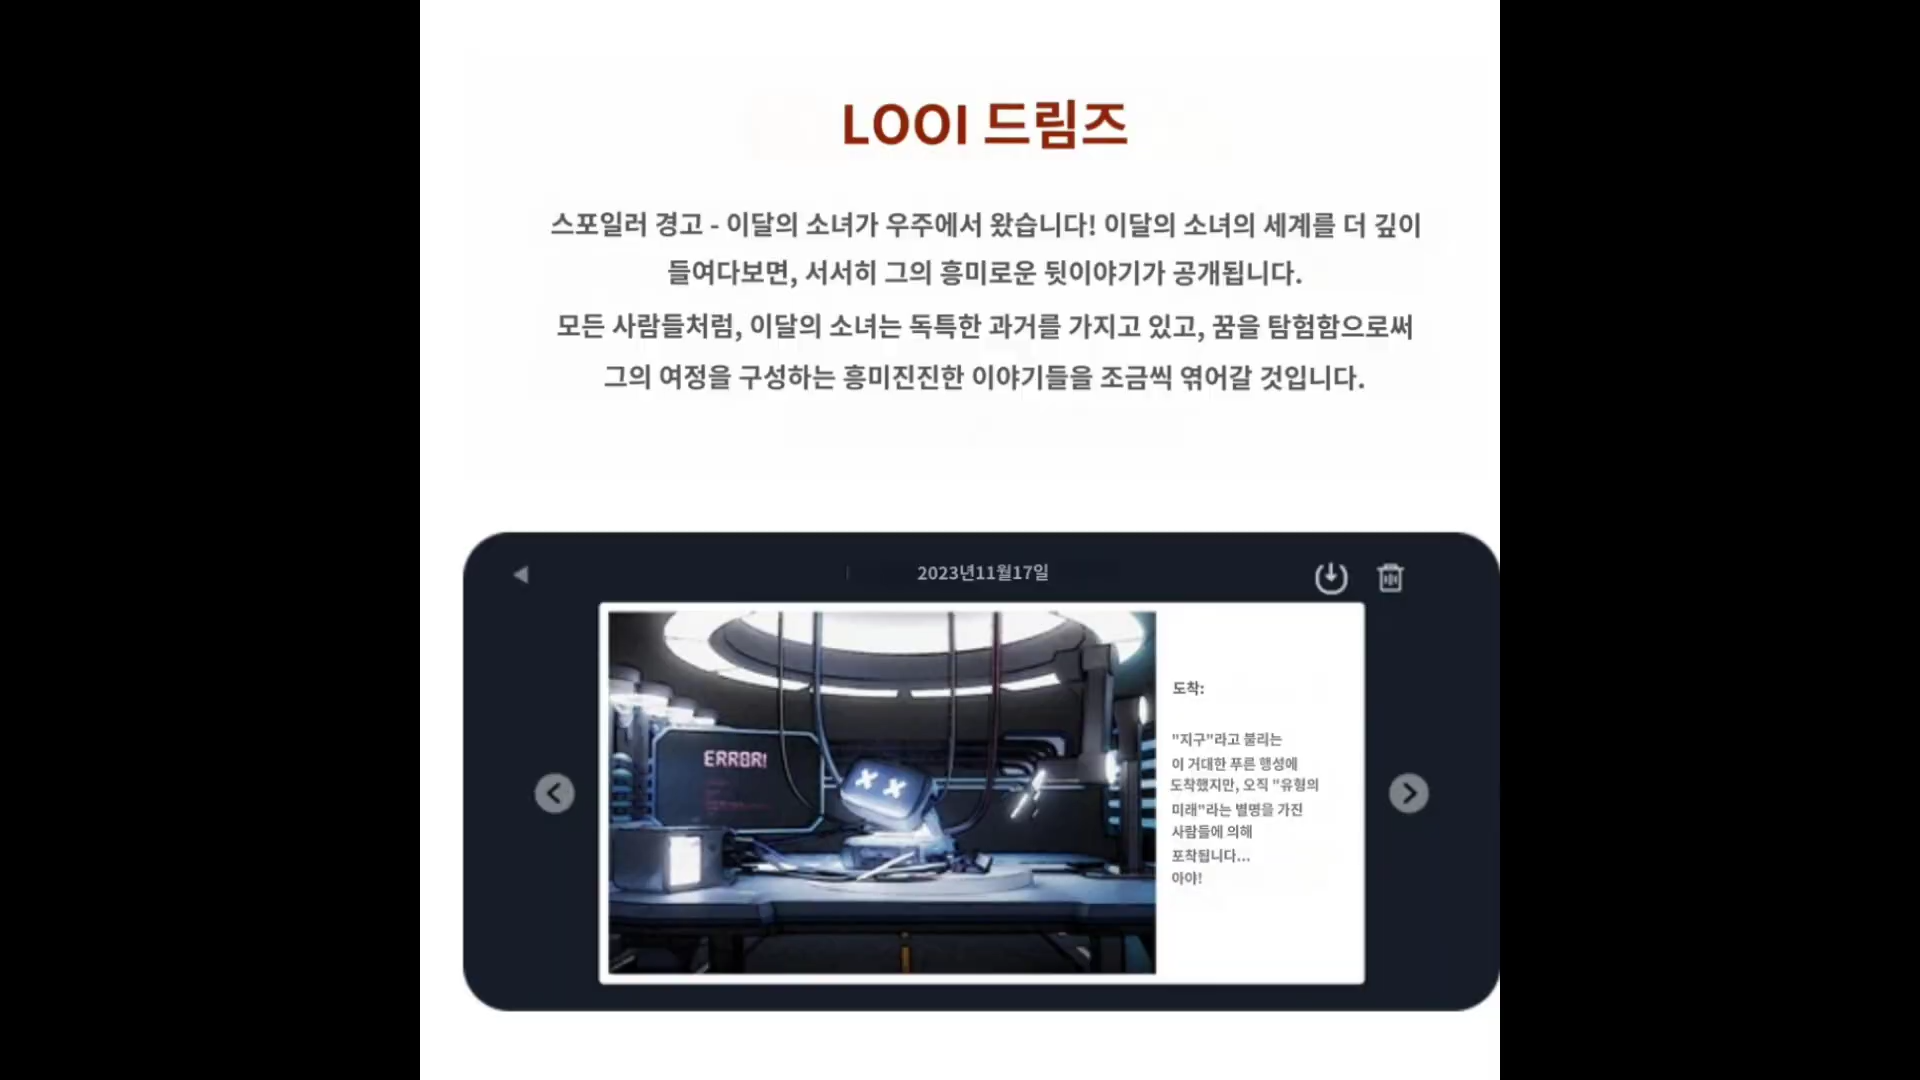 LOOI 드림즈
스포일러 경고 - 이달의 소녀가 우주에서 왔습니다! 이달의 소녀의 세계를 더 깊이
들여다보면, 서서히 그의 흥미로운 뒷이야기가 공개됩니다.
모든 사람들처럼, 이달의 소녀는 독특한 과거를 가지고 있고, 꿈을 탐험함으로써
그의 여정을 구성하는 흥미진진한 이야기들을 조금씩 엮어갈 것입니다.
2023년11월17일
ERROR!
도착:
"지구"라고 불리는
이 거대한 푸른 행성에
도착했지만, 오직 "유형의
미래"라는 별명을 가진
사람들에 의해
포착됩니다...
아야!